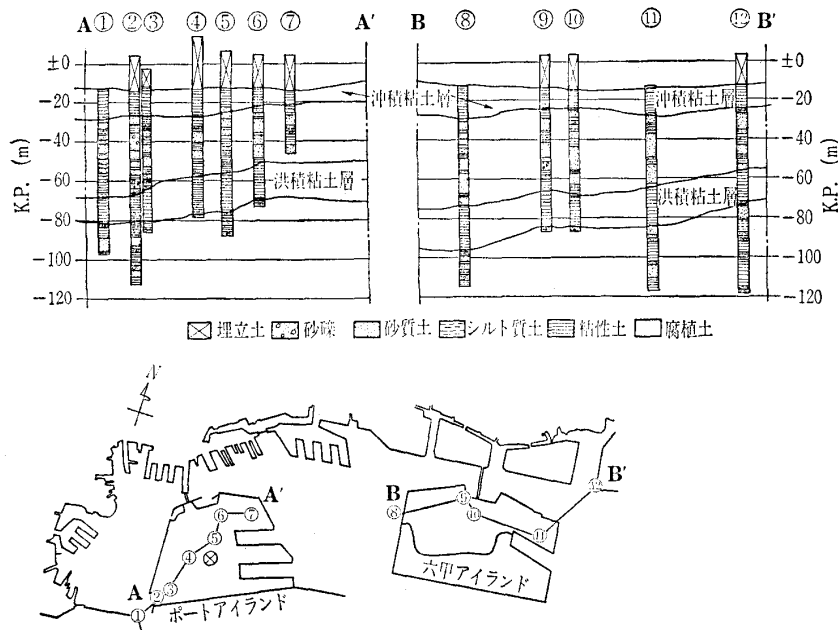 A ① ② ③ ④ ⑤ ⑥ ⑦ A' B ⑧ ⑨ ⑩ ⑪ ⑫ B'
±0 ±0
沖積粘土層 沖積粘土層
-20 -20
-40 -40
K.P. (m) K.P. (m)
-60 洪積粘土層 -60
洪積粘土層
-80 -80
-100 -100
-120 -120
埋立土 砂礫 砂質土 シルト質土 粘性土 腐植土
N
A' B B'
⑥ ⑦ ⑧ ⑨ ⑩ ⑫
⑤ ⑪
④
A ② ③ 六甲アイランド
① ポートアイランド